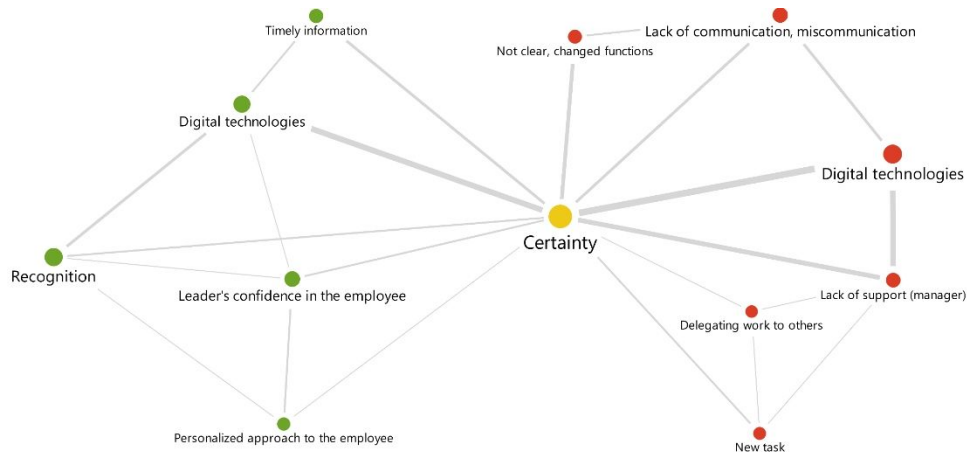 Timely information
Lack of communication, miscommunication
Not clear, changed functions
Digital technologies
Digital technologies
Certainty
Recognition
Leader's confidence in the employee
Lack of support (manager)
Delegating work to others
Personalized approach to the employee
New task